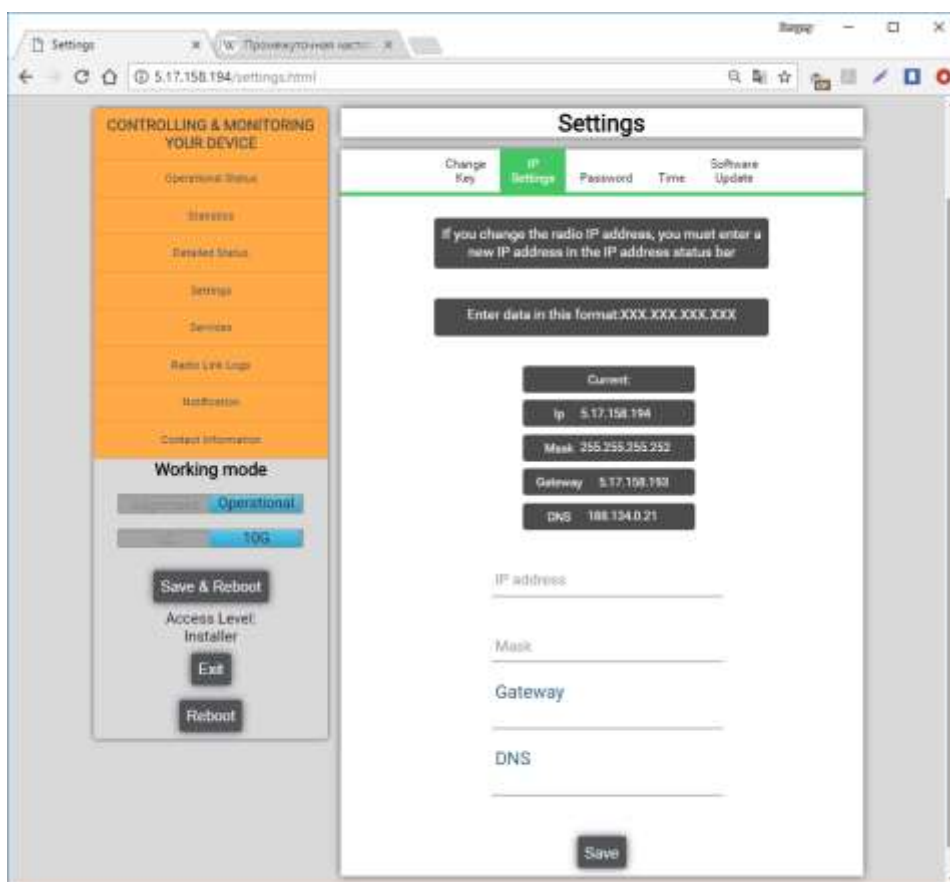 Settings
5.17.158.194/settings.html
CONTROLLING & MONITORING
YOUR DEVICE
Operational Status
Statistics
Detailed Status
Settings
Services
Radio Link Logs
Notification
Contact Information
Working mode
Operational
10G
Save & Reboot
Access Level:
Installer
Exit
Reboot
Settings
Change
Key
IP
Settings
Password
Time
Software
Update
If you change the radio IP address, you must enter a
new IP address in the IP address status bar
Enter data in this format:XXX.XXX.XXX.XXX
Current:
Ip 5.17.158.194
Mask 255.255.255.252
Gateway 5.17.158.193
DNS 188.134.0.21
IP address
Mask
Gateway
DNS
Save